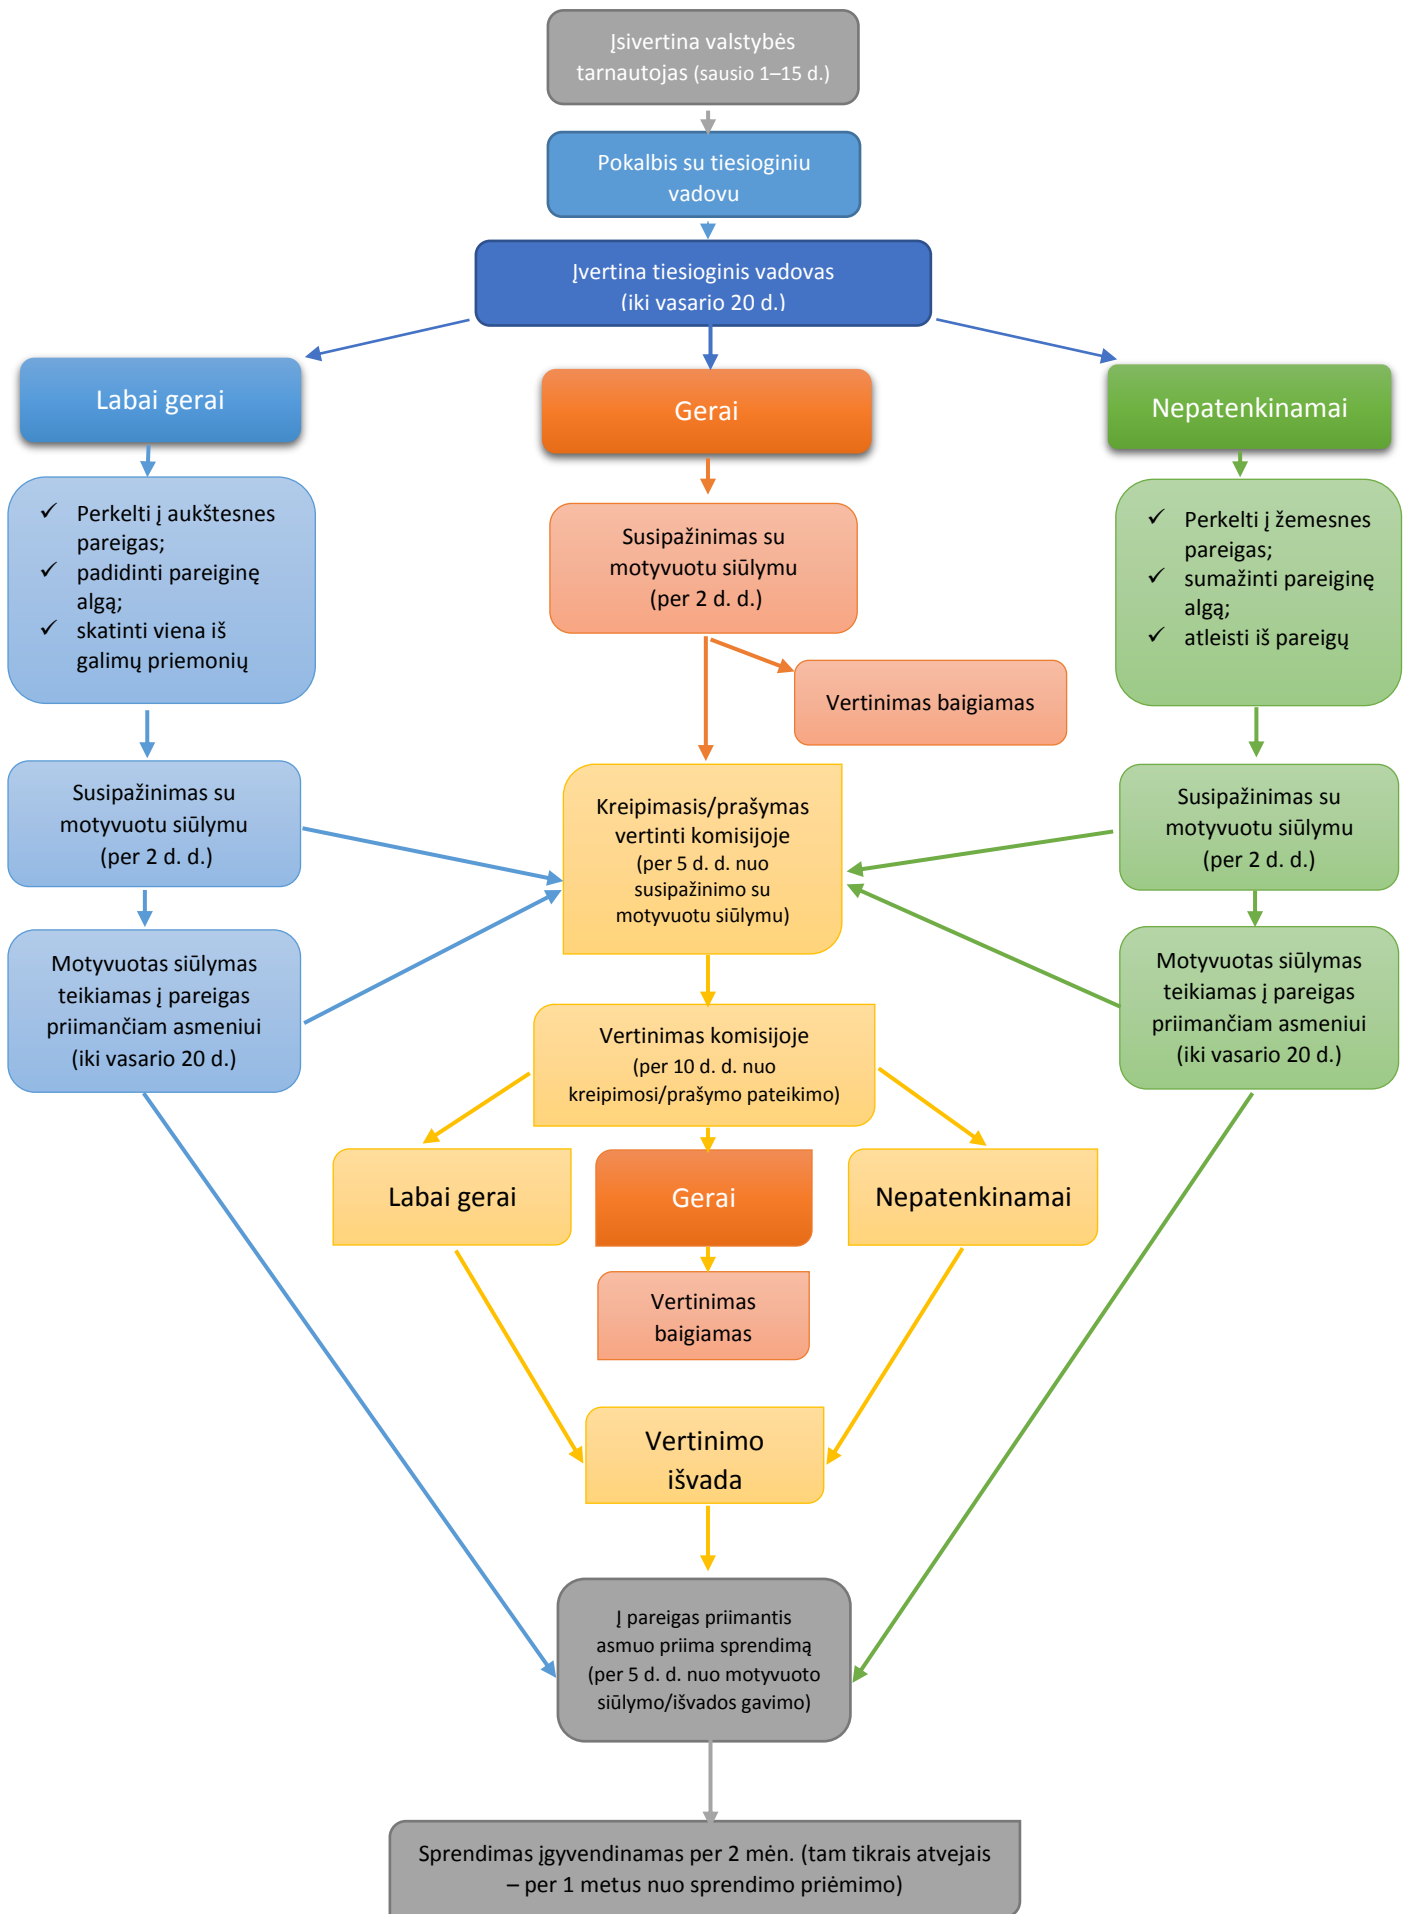 Įsivertina valstybės
tarnautojas (sausio 1–15 d.)
Pokalbis su tiesioginiu
vadovu
Įvertina tiesioginis vadovas
(iki vasario 20 d.)
Labai gerai
Gerai
Nepatenkinamai
✓ Perkelti į aukštesnes
pareigas;
✓ padidinti pareiginę
algą;
✓ skatinti viena iš
galimų priemonių
Susipažinimas su
motyvuotu siūlymu
(per 2 d. d.)
✓ Perkelti į žemesnes
pareigas;
✓ sumažinti pareiginę
algą;
✓ atleisti iš pareigų
Vertinimas baigiamas
Susipažinimas su
motyvuotu siūlymu
(per 2 d. d.)
Kreipimasis/prašymas
vertinti komisijoje
(per 5 d. d. nuo
susipažinimo su
motyvuotu siūlymu)
Susipažinimas su
motyvuotu siūlymu
(per 2 d. d.)
Motyvuotas siūlymas
teikiamas į pareigas
priimančiam asmeniui
(iki vasario 20 d.)
Vertinimas komisijoje
(per 10 d. d. nuo
kreipimosi/prašymo pateikimo)
Motyvuotas siūlymas
teikiamas į pareigas
priimančiam asmeniui
(iki vasario 20 d.)
Labai gerai
Gerai
Nepatenkinamai
Vertinimas
baigiamas
Vertinimo
išvada
Į pareigas priimantis
asmuo priima sprendimą
(per 5 d. d. nuo motyvuoto
siūlymo/išvados gavimo)
Sprendimas įgyvendinamas per 2 mėn. (tam tikrais atvejais
– per 1 metus nuo sprendimo priėmimo)